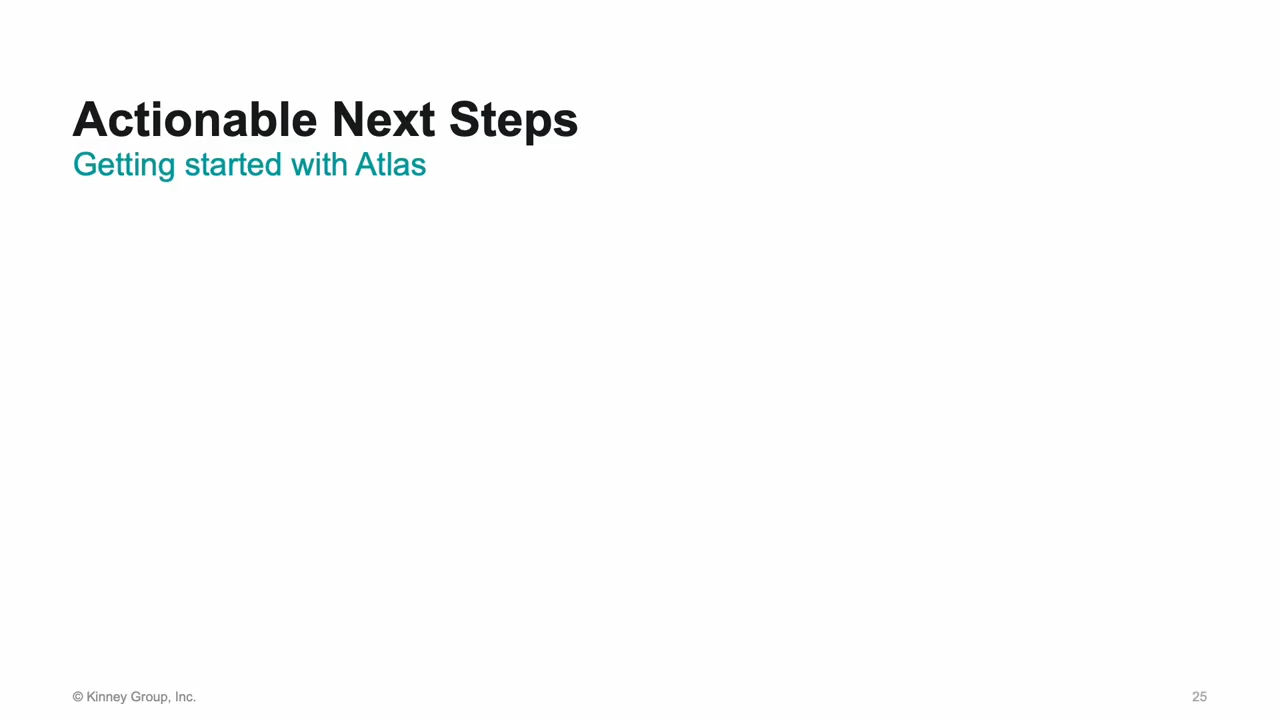 Actionable Next Steps
Getting started with Atlas
© Kinney Group, Inc.
25